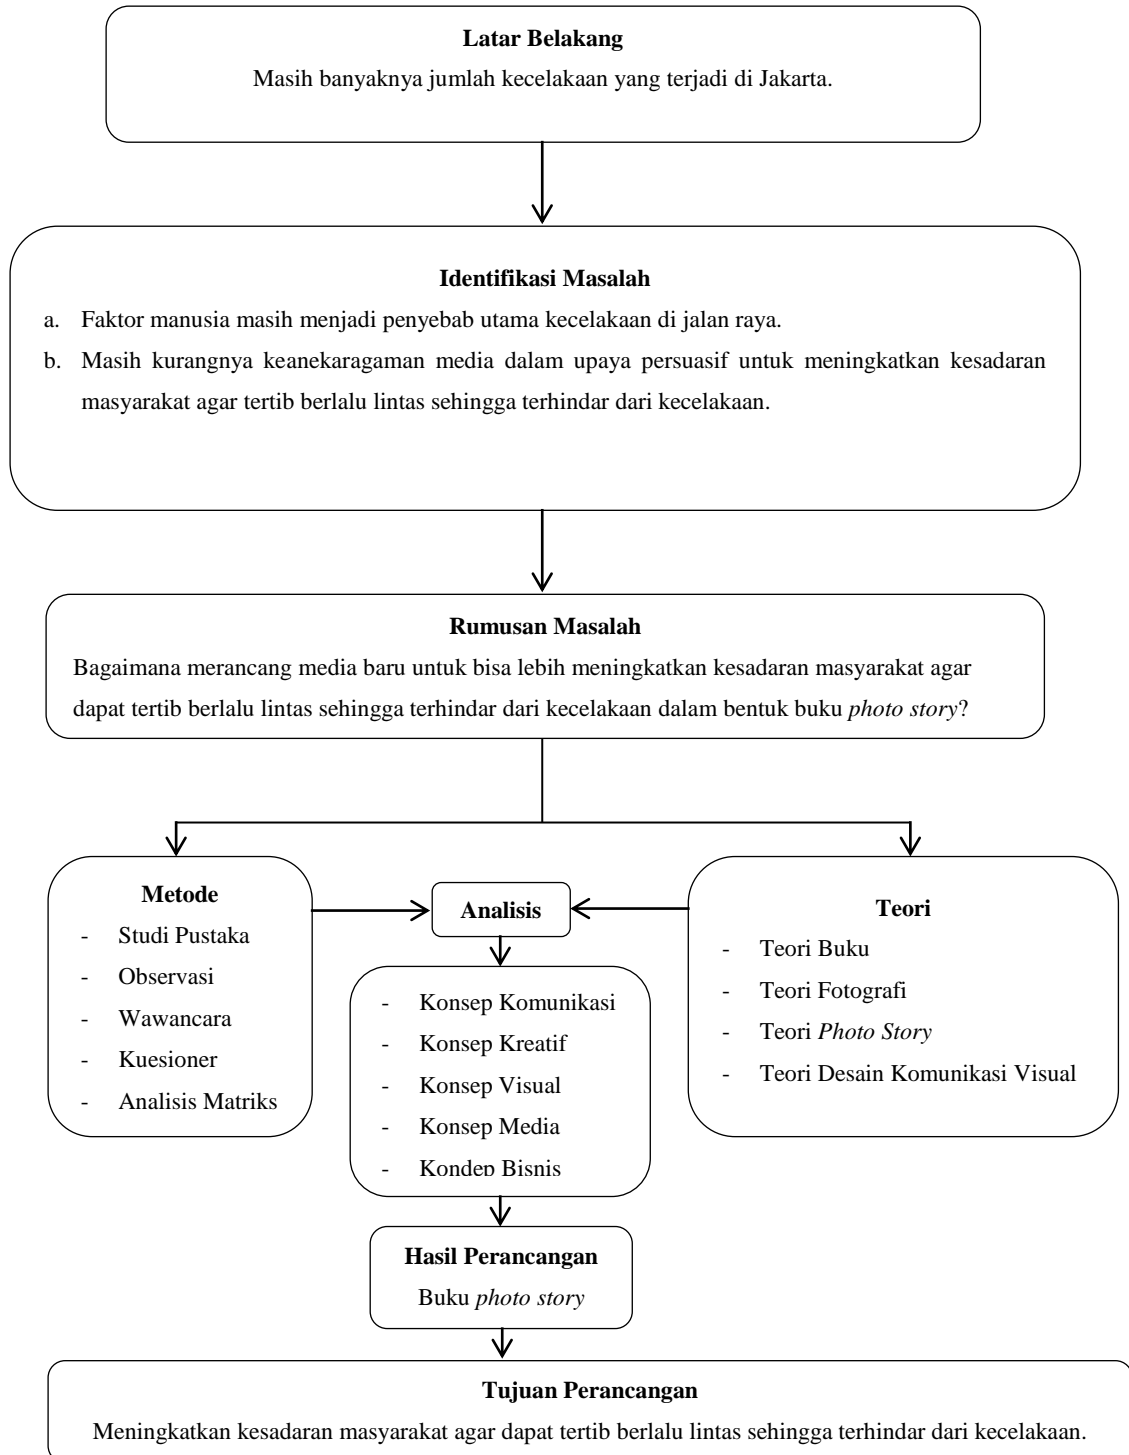 Latar Belakang
Masih banyaknya jumlah kecelakaan yang terjadi di Jakarta.
Identifikasi Masalah
a. Faktor manusia masih menjadi penyebab utama kecelakaan di jalan raya.
b. Masih kurangnya keanekaragaman media dalam upaya persuasif untuk meningkatkan kesadaran
masyarakat agar tertib berlalu lintas sehingga terhindar dari kecelakaan.
Rumusan Masalah
Bagaimana merancang media baru untuk bisa lebih meningkatkan kesadaran masyarakat agar
dapat tertib berlalu lintas sehingga terhindar dari kecelakaan dalam bentuk buku photo story?
Metode
- Studi Pustaka
- Observasi
- Wawancara
- Kuesioner
- Analisis Matriks
Analisis
- Konsep Komunikasi
- Konsep Kreatif
- Konsep Visual
- Konsep Media
- Kondep Bisnis
Teori
- Teori Buku
- Teori Fotografi
- Teori Photo Story
- Teori Desain Komunikasi Visual
Hasil Perancangan
Buku photo story
Tujuan Perancangan
Meningkatkan kesadaran masyarakat agar dapat tertib berlalu lintas sehingga terhindar dari kecelakaan.